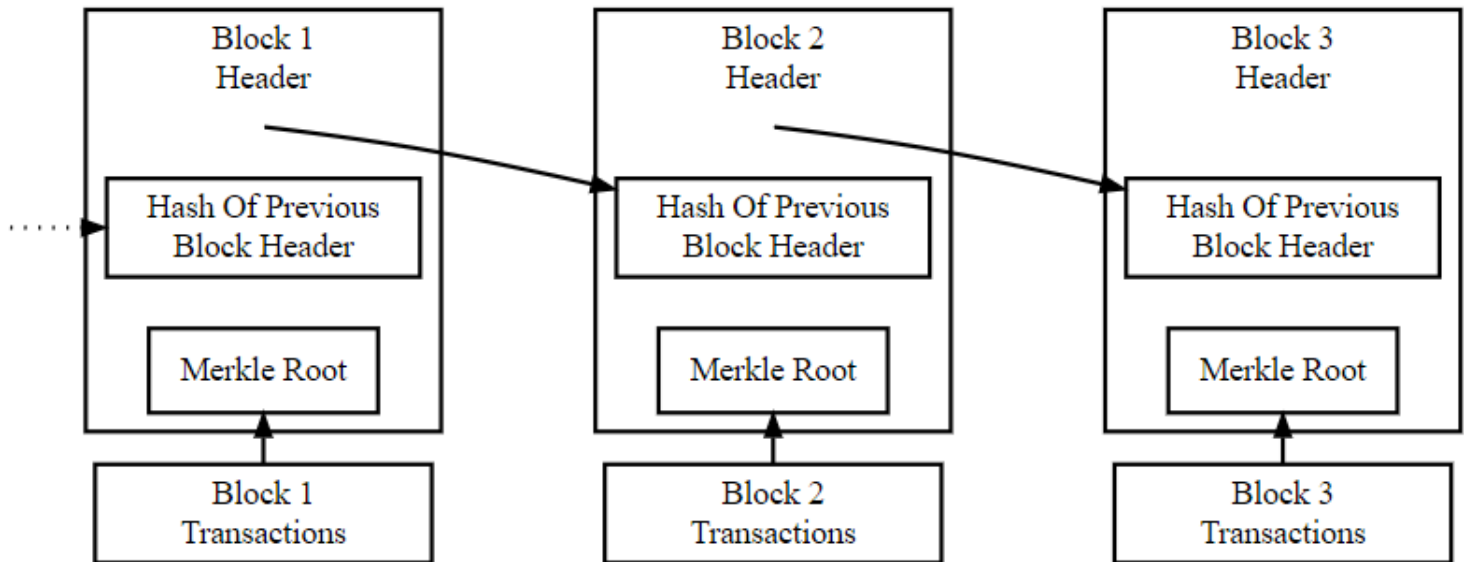 Block 1
Header
Hash Of Previous
Block Header
Merkle Root
Block 1
Transactions
Block 2
Header
Hash Of Previous
Block Header
Merkle Root
Block 2
Transactions
Block 3
Header
Hash Of Previous
Block Header
Merkle Root
Block 3
Transactions